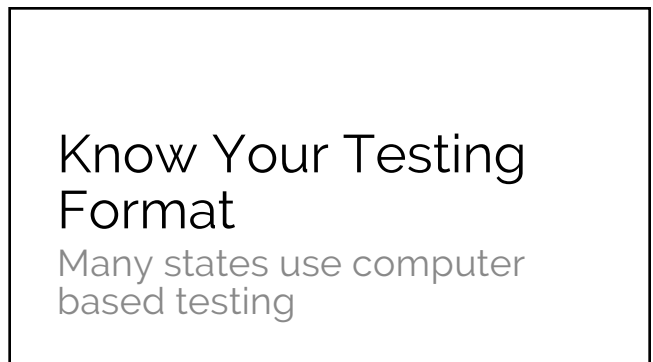 Know Your Testing
Format
Many states use computer
based testing